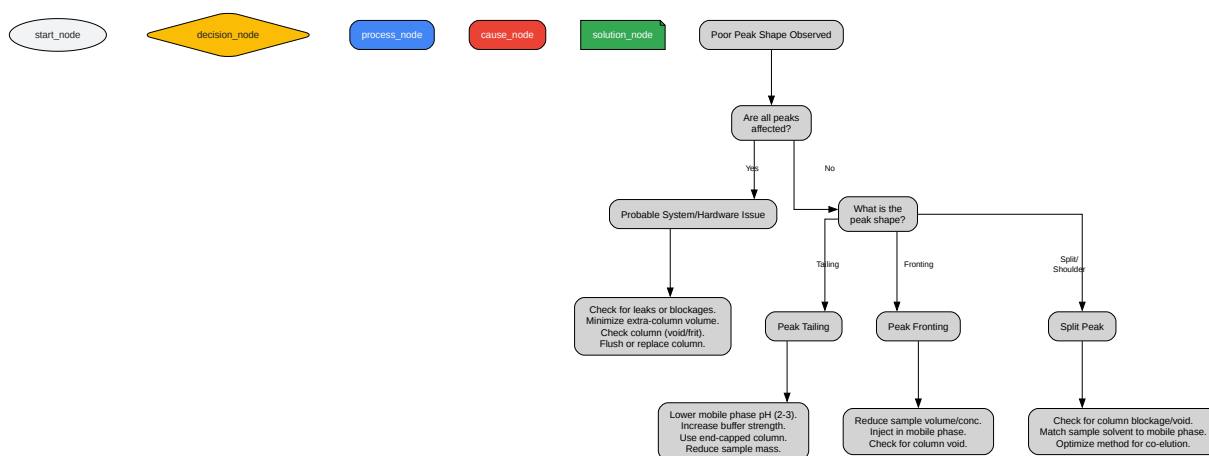 start_node
decision_node
process_node
cause_node
solution_node
Poor Peak Shape Observed
Are all peaks
affected?
Yes
No
Probable System/Hardware Issue
What is the
peak shape?
Tailing
Fronting
Split/
Shoulder
Check for leaks or blockages.
Minimize extra-column volume.
Check column (void/frit).
Flush or replace column.
Peak Tailing
Peak Fronting
Split Peak
Lower mobile phase pH (2-3).
Increase buffer strength.
Use end-capped column.
Reduce sample mass.
Reduce sample volume/conc.
Inject in mobile phase.
Check for column void.
Check for column blockage/void.
Match sample solvent to mobile phase.
Optimize method for co-elution.